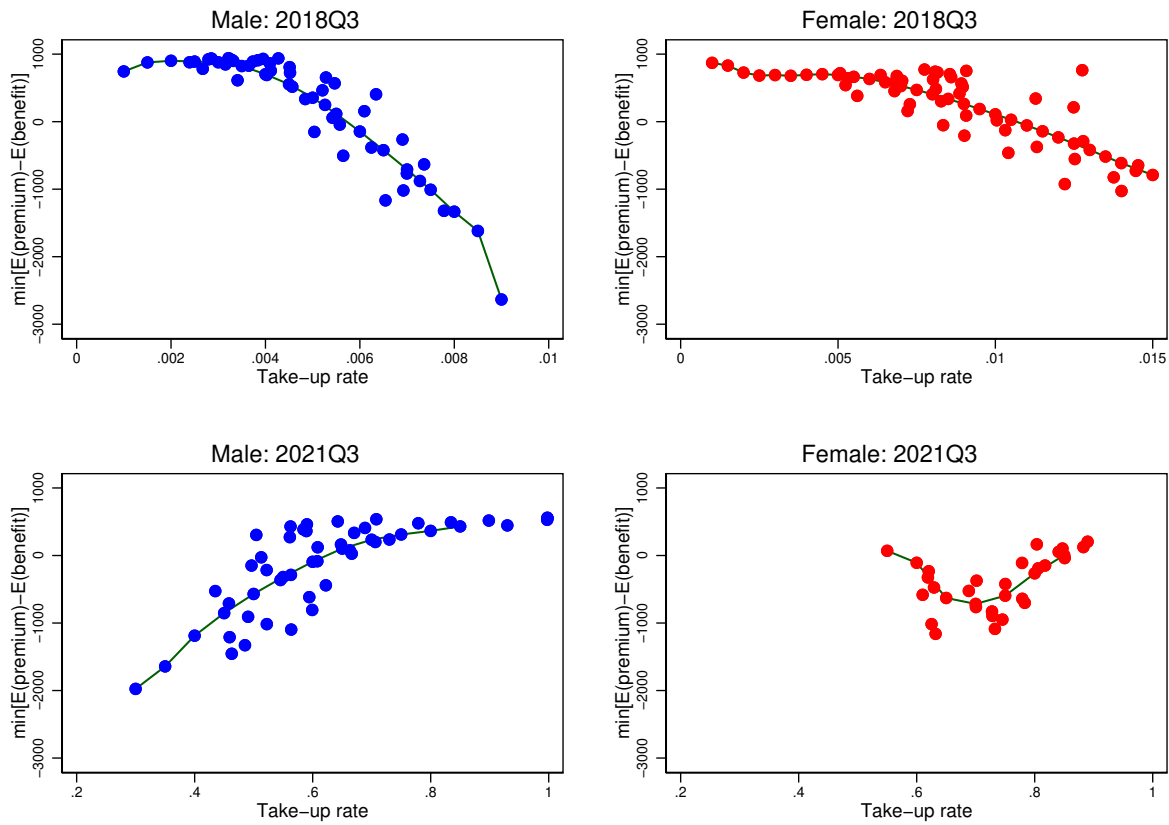 Male: 2018Q3
min[E(premium)−E(benefit)]
1000
0
−1000
−2000
−3000
0 .002 .004 .006 .008 .01
Take−up rate
Female: 2018Q3
min[E(premium)−E(benefit)]
1000
0
−1000
−2000
−3000
0 .005 .01 .015
Take−up rate
Male: 2021Q3
min[E(premium)−E(benefit)]
1000
0
−1000
−2000
−3000
.2 .4 .6 .8 1
Take−up rate
Female: 2021Q3
min[E(premium)−E(benefit)]
1000
0
−1000
−2000
−3000
.2 .4 .6 .8 1
Take−up rate